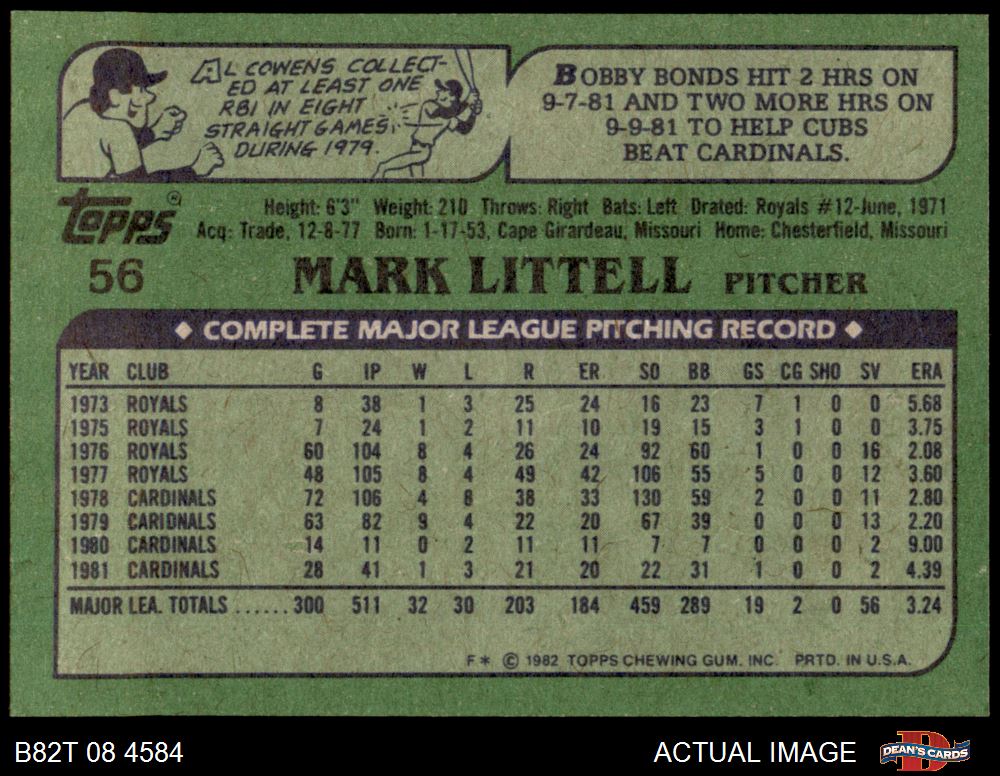 AL COWENS COLLECT-
ED AT LEAST ONE
RBI IN EIGHT
STRAIGHT GAMES
DURING 1979.
BOBBY BONDS HIT 2 HRS ON
9-7-81 AND TWO MORE HRS ON
9-9-81 TO HELP CUBS
BEAT CARDINALS.
Topps®
Height: 6'3" Weight: 210 Throws: Right Bats: Left Drated: Royals #12-June, 1971
Acq: Trade, 12-8-77 Born: 1-17-53, Cape Girardeau, Missouri Home: Chesterfield, Missouri
56 MARK LITTELL PITCHER
◆ COMPLETE MAJOR LEAGUE PITCHING RECORD ◆
YEAR CLUB G IP W L R ER SO BB GS CG SHO SV ERA
1973 ROYALS 8 38 1 3 25 24 16 23 7 1 0 0 5.68
1975 ROYALS 7 24 1 2 11 10 19 15 3 1 0 0 3.75
1976 ROYALS 60 104 8 4 26 24 92 60 1 0 0 16 2.08
1977 ROYALS 48 105 8 4 49 42 106 55 5 0 0 12 3.60
1978 CARDINALS 72 106 4 8 38 33 130 59 2 0 0 11 2.80
1979 CARIDNALS 63 82 9 4 22 20 67 39 0 0 0 13 2.20
1980 CARDINALS 14 11 0 2 11 11 7 7 0 0 0 2 9.00
1981 CARDINALS 28 41 1 3 21 20 22 31 1 0 0 2 4.39
MAJOR LEA. TOTALS ...... 300 511 32 30 203 184 459 289 19 2 0 56 3.24
F* © 1982 TOPPS CHEWING GUM. INC. PRTD. IN U.S.A.
B82T 08 4584 ACTUAL IMAGE DEAN'S CARDS